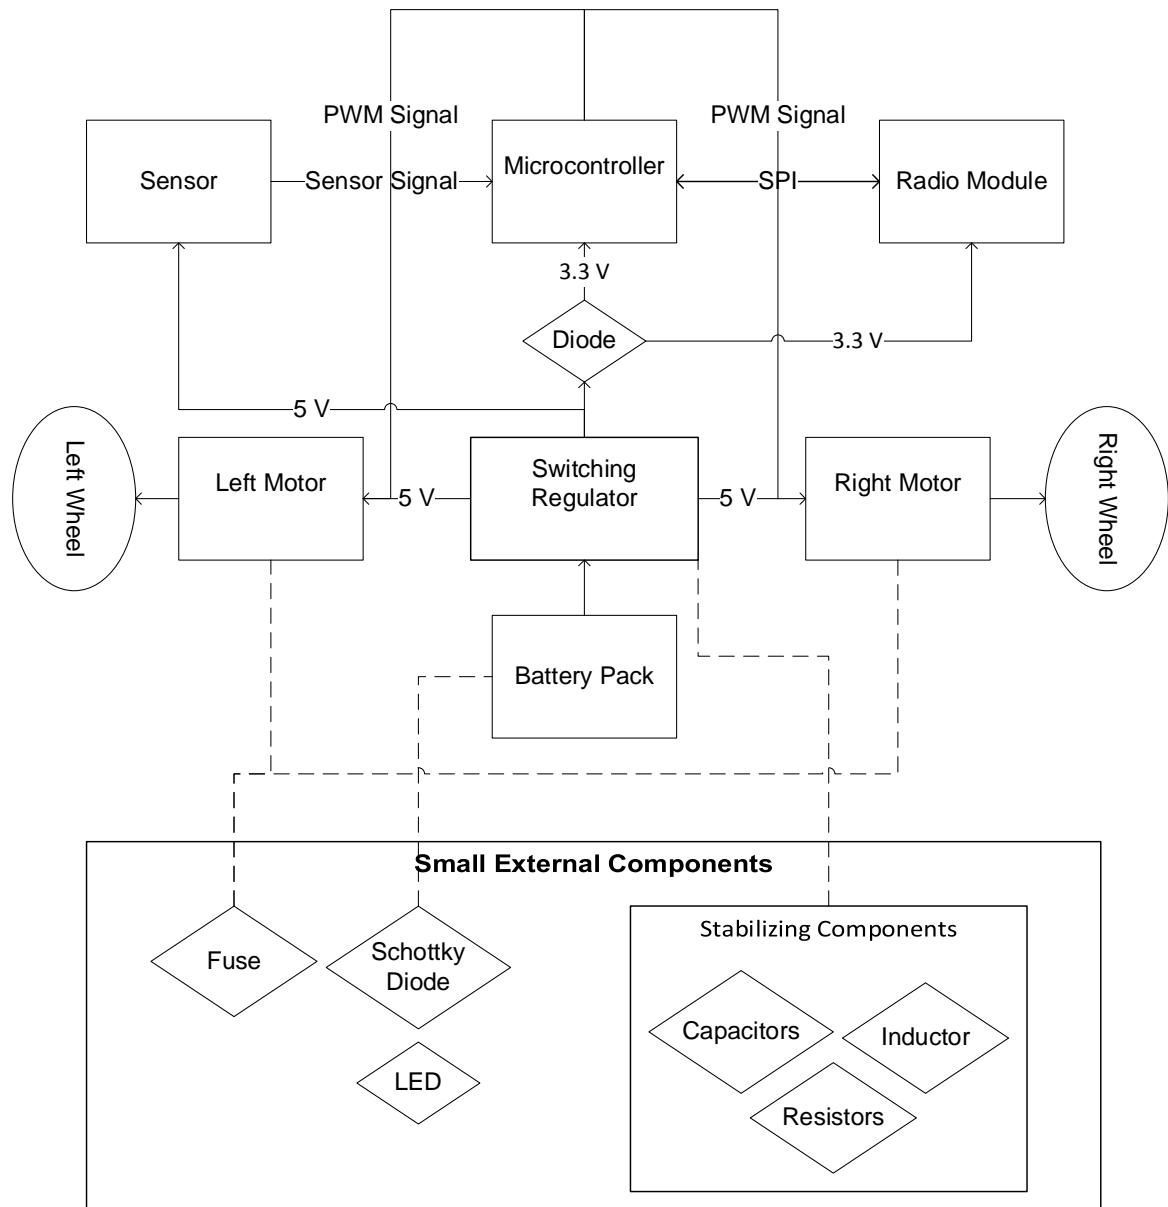 PWM Signal
PWM Signal
Sensor
Sensor Signal
Microcontroller
SPI
Radio Module
3.3 V
Diode
3.3 V
5 V
Left Wheel
Left Motor
5 V
Switching
Regulator
5 V
Right Motor
Right Wheel
Battery Pack
Small External Components
Fuse
Schottky
Diode
LED
Stabilizing Components
Capacitors
Inductor
Resistors